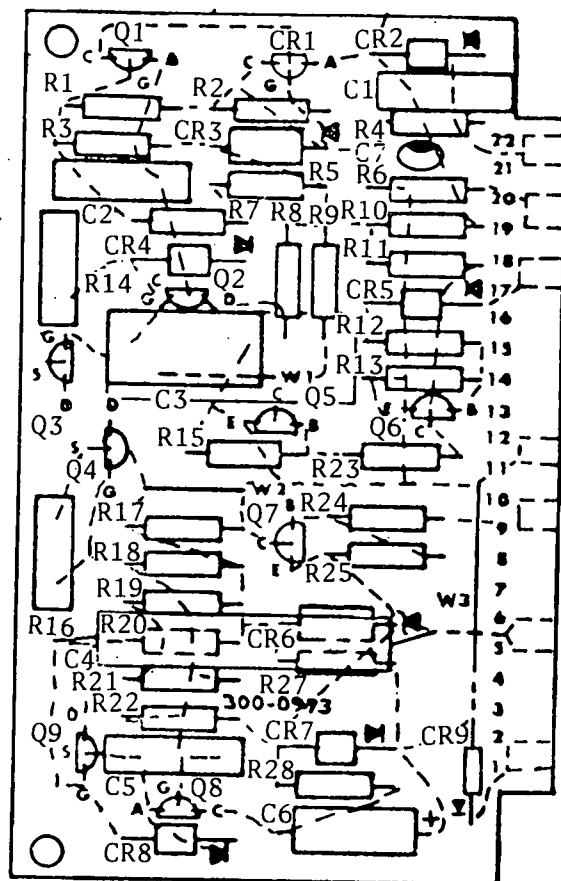 Q1 CR1 CR2
C A C A
G G
R1 R2 C1
R3 CR3 R4 22
C7 21
R5 R6 20
C2 R7 R8 R9 R10 19
CR4 R11 18
R14 Q2 C CR5 17
G D 16
G R12 15
S R13 14
W1
C3 Q5 C E B 13
Q3 D D E B
R15 Q6 C 12
S Q4 R23 11
G W2 10
R17 Q7 B R24 9
R18 C 8
E R25 7
R19 W3 6
R16 R20 CR6 5
C4 4
R21 R27 3
R22 300-0973
D CR7 CR9 2
Q9 S 1
C5 R28
G G Q8
A C C6 +
CR8